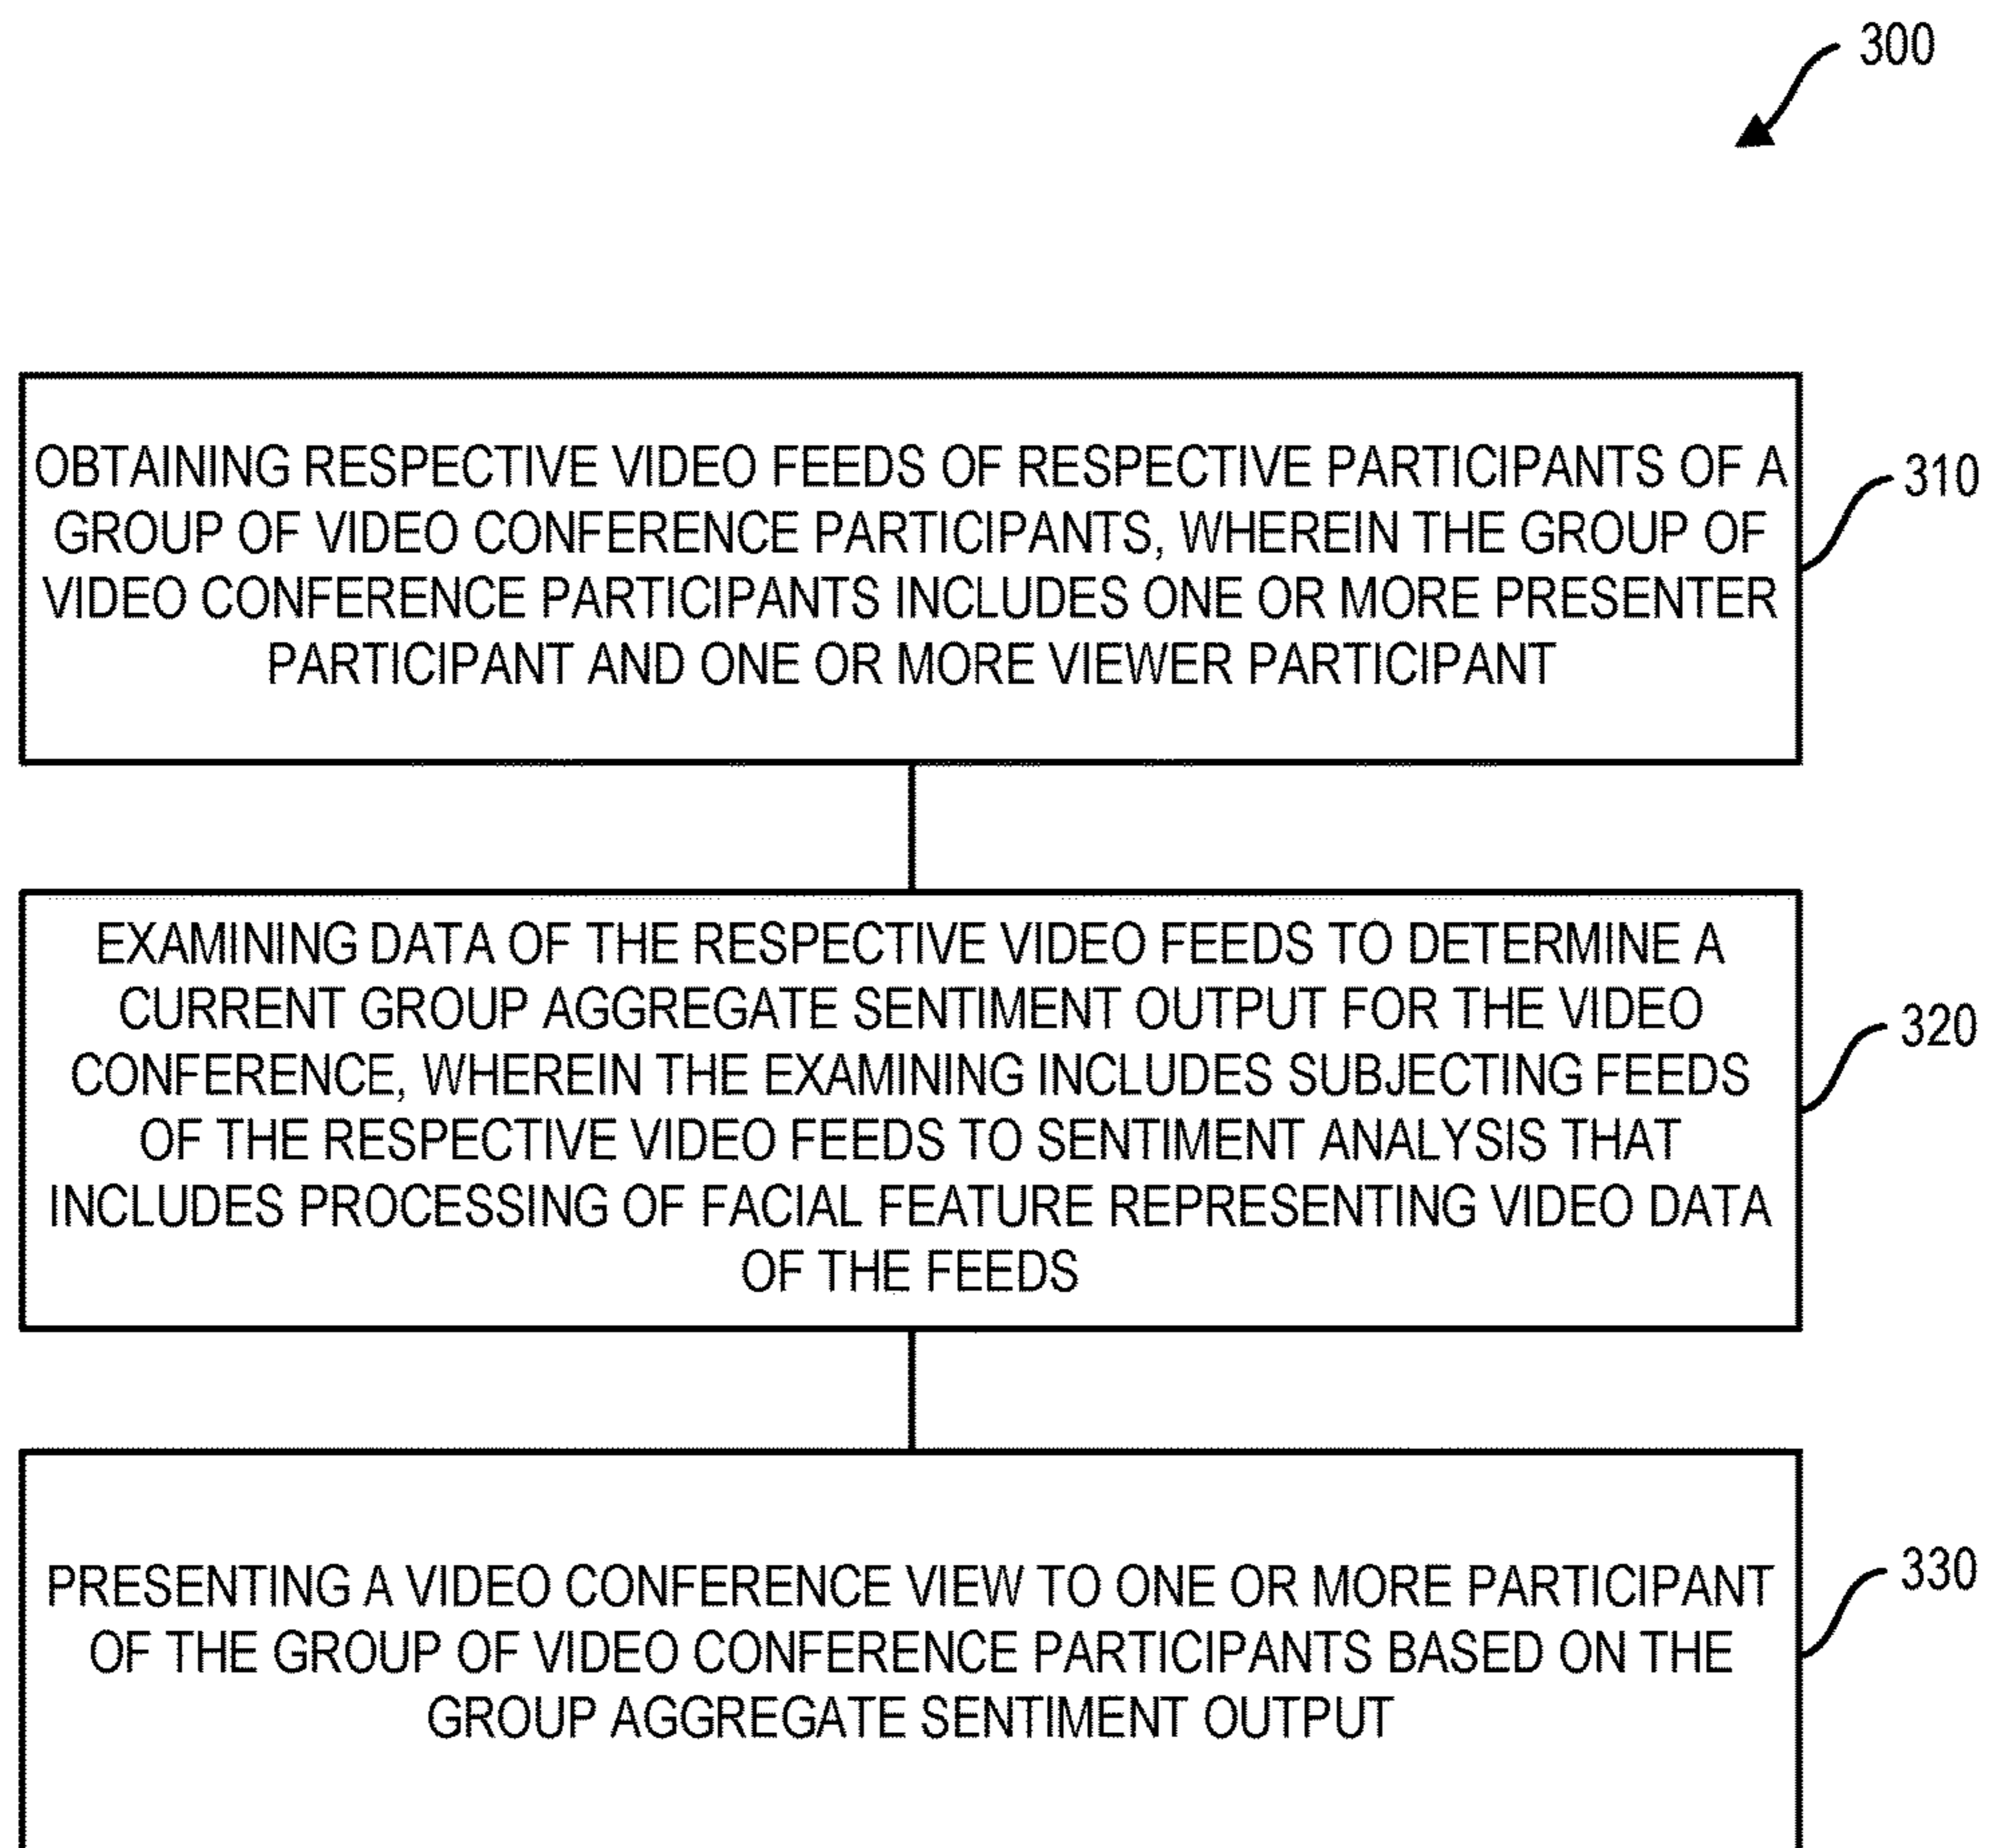 300
OBTAINING RESPECTIVE VIDEO FEEDS OF RESPECTIVE PARTICIPANTS OF A
GROUP OF VIDEO CONFERENCE PARTICIPANTS, WHEREIN THE GROUP OF
VIDEO CONFERENCE PARTICIPANTS INCLUDES ONE OR MORE PRESENTER
PARTICIPANT AND ONE OR MORE VIEWER PARTICIPANT
310
EXAMINING DATA OF THE RESPECTIVE VIDEO FEEDS TO DETERMINE A
CURRENT GROUP AGGREGATE SENTIMENT OUTPUT FOR THE VIDEO
CONFERENCE, WHEREIN THE EXAMINING INCLUDES SUBJECTING FEEDS
OF THE RESPECTIVE VIDEO FEEDS TO SENTIMENT ANALYSIS THAT
INCLUDES PROCESSING OF FACIAL FEATURE REPRESENTING VIDEO DATA
OF THE FEEDS
320
PRESENTING A VIDEO CONFERENCE VIEW TO ONE OR MORE PARTICIPANT
OF THE GROUP OF VIDEO CONFERENCE PARTICIPANTS BASED ON THE
GROUP AGGREGATE SENTIMENT OUTPUT
330